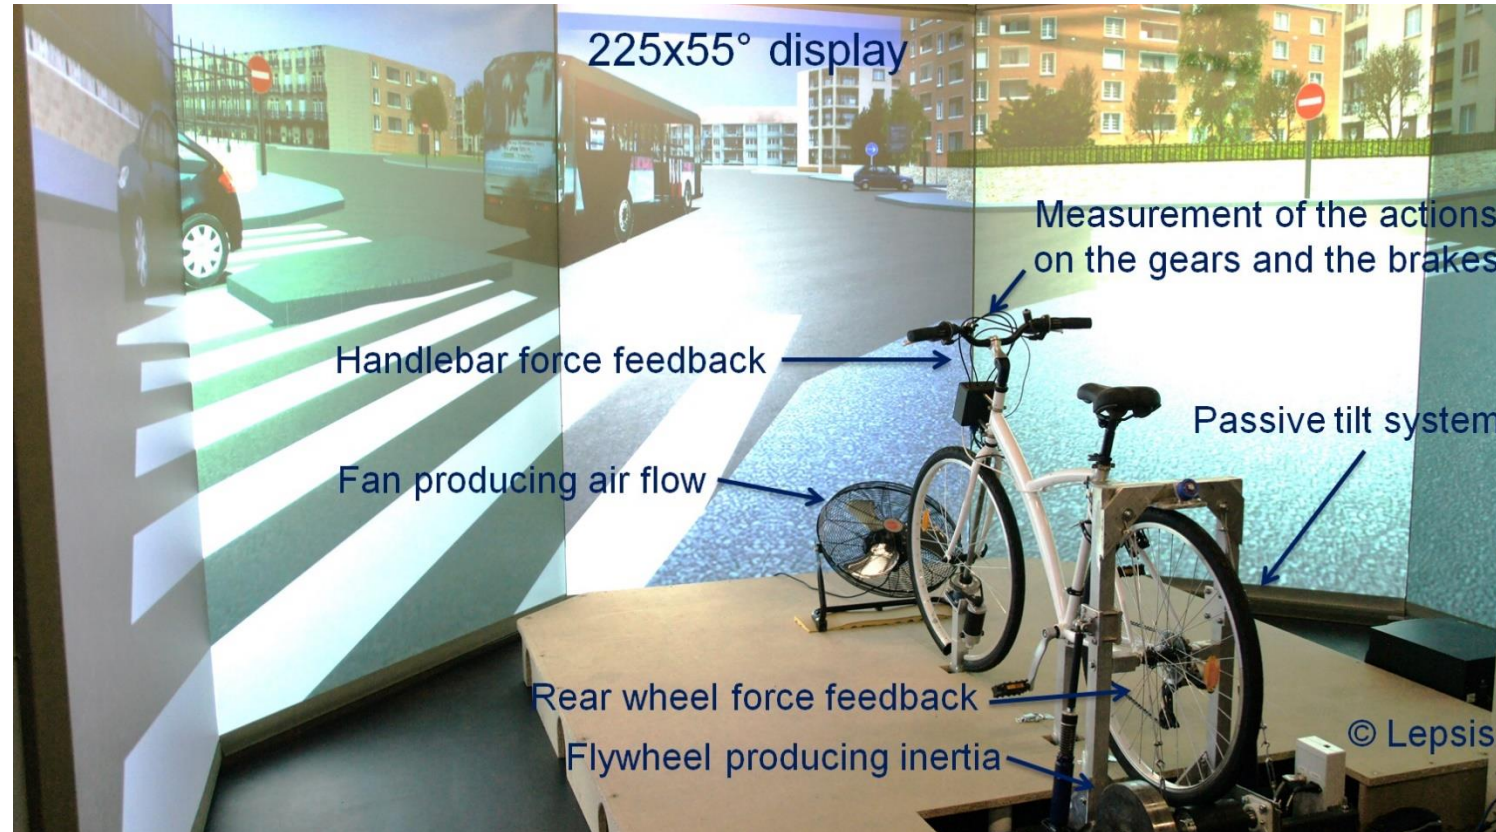 225x55° display
Measurement of the actions
on the gears and the brakes
Handlebar force feedback
Passive tilt system
Fan producing air flow
Rear wheel force feedback
© Lepsis
Flywheel producing inertia